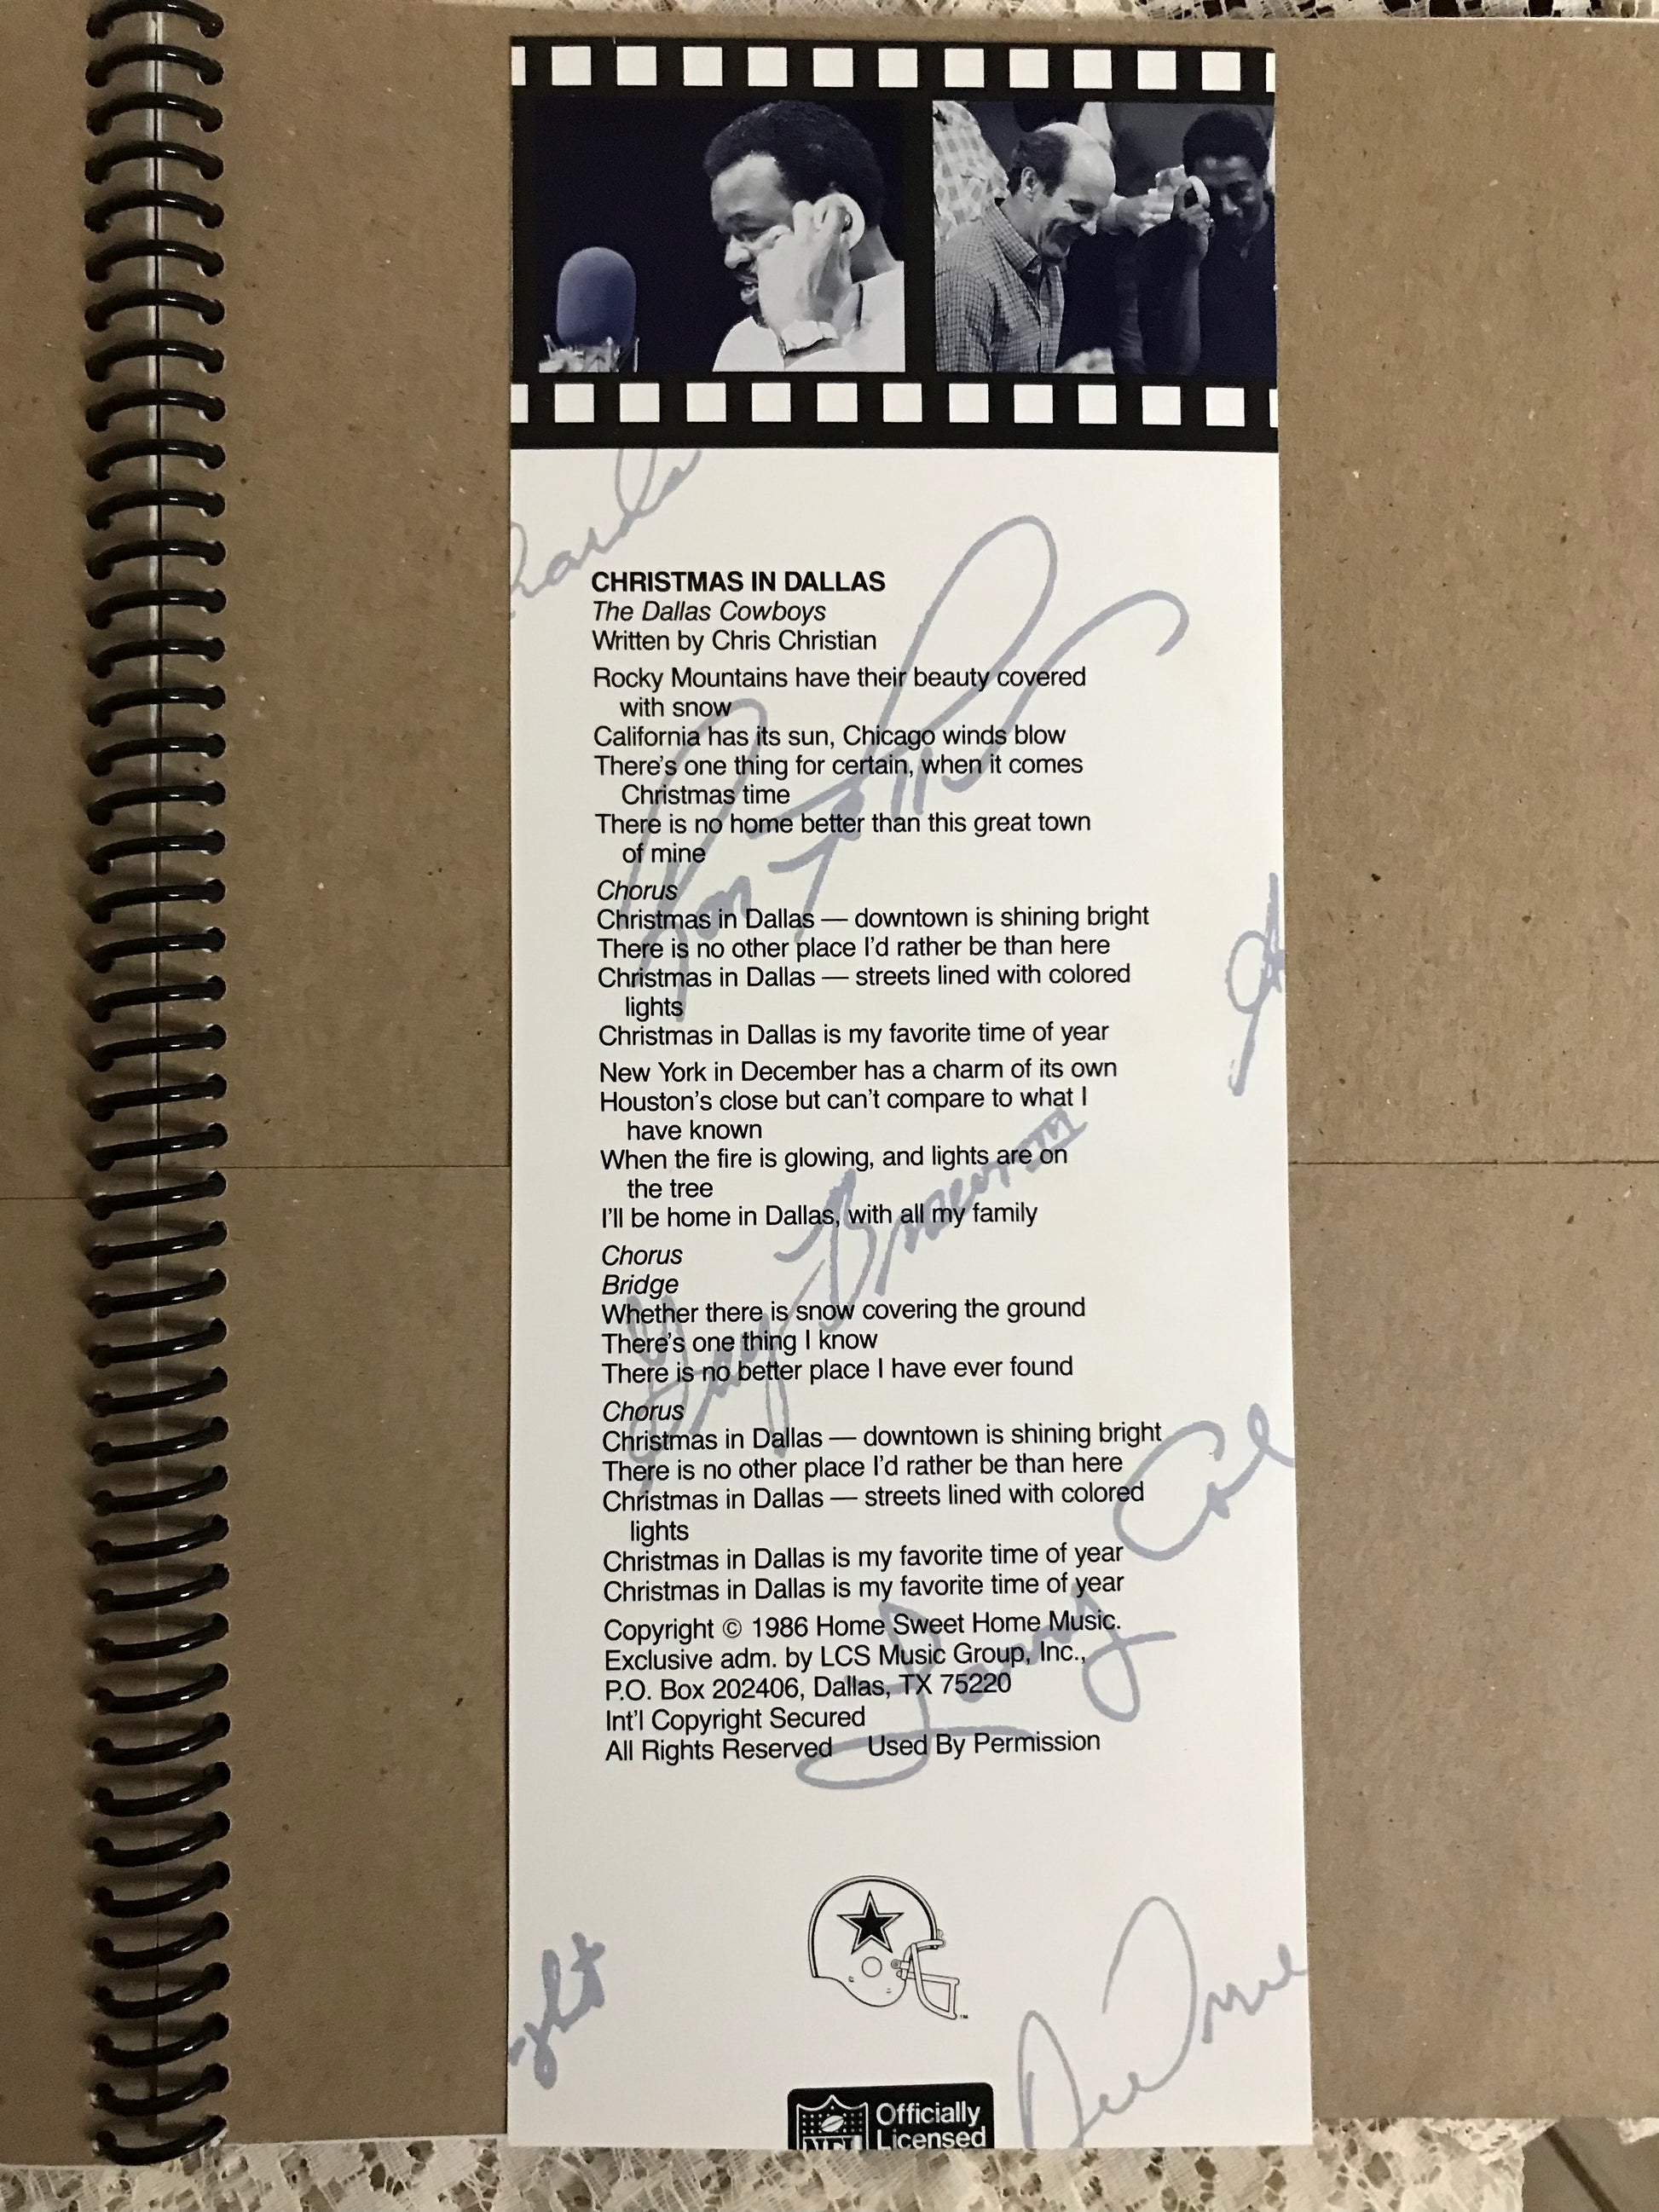 CHRISTMAS IN DALLAS
The Dallas Cowboys
Written by Chris Christian
Rocky Mountains have their beauty covered
with snow
California has its sun, Chicago winds blow
There's one thing for certain, when it comes
Christmas time
There is no home better than this great town
of mine
Chorus
Christmas in Dallas — downtown is shining bright
There is no other place I'd rather be than here
Christmas in Dallas — streets lined with colored
lights
Christmas in Dallas is my favorite time of year
New York in December has a charm of its own
Houston's close but can't compare to what I
have known
When the fire is glowing, and lights are on
the tree
I'll be home in Dallas, with all my family
Chorus
Bridge
Whether there is snow covering the ground
There's one thing I know
There is no better place I have ever found
Chorus
Christmas in Dallas — downtown is shining bright
There is no other place I'd rather be than here
Christmas in Dallas — streets lined with colored
lights
Christmas in Dallas is my favorite time of year
Christmas in Dallas is my favorite time of year
Copyright © 1986 Home Sweet Home Music.
Exclusive adm. by LCS Music Group, Inc.,
P.O. Box 202406, Dallas, TX 75220
Int'l Copyright Secured
All Rights Reserved Used By Permission
Guy Brown III
ght
TM
NFL
Officially
Licensed